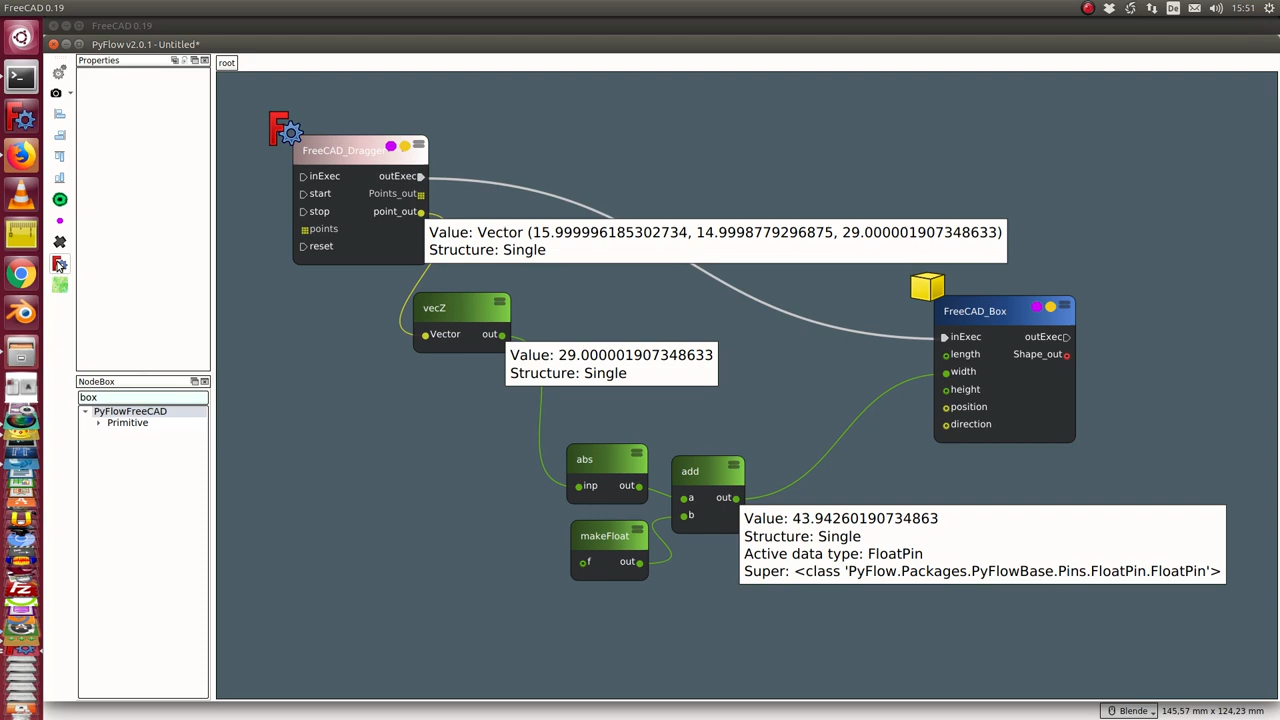 FreeCAD 0.19
De
15:51
FreeCAD 0.19
PyFlow v2.0.1 - Untitled*
Properties
root
FreeCAD_Dragger
inExec outExec
start Points_out
stop point_out
points
reset
Value: Vector (15.999996185302734, 14.9998779296875, 29.000001907348633)
Structure: Single
vecZ
Vector out
Value: 29.000001907348633
Structure: Single
FreeCAD_Box
inExec outExec
length Shape_out
width
height
position
direction
NodeBox
box
PyFlowFreeCAD
Primitive
abs
inp out
add
a out
b
makeFloat
f out
Value: 43.94260190734863
Structure: Single
Active data type: FloatPin
Super: <class 'PyFlow.Packages.PyFlowBase.Pins.FloatPin.FloatPin'>
Blende
145,57 mm x 124,23 mm